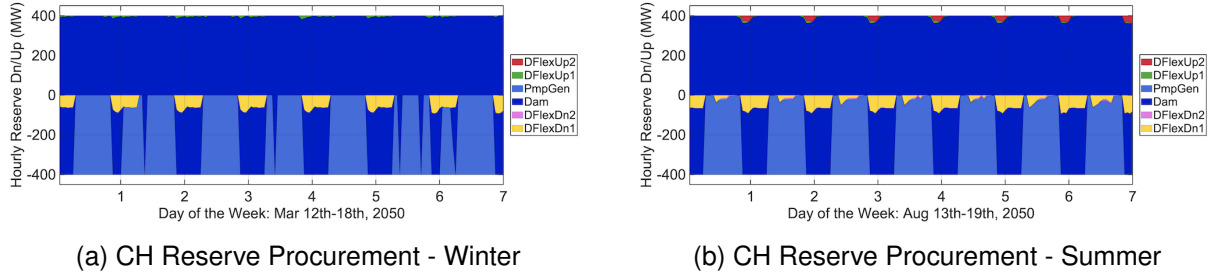 Hourly Reserve Dn/Up (MW)
400
200
0
-200
-400
1 2 3 4 5 6 7
Day of the Week: Mar 12th-18th, 2050
DFlexUp2
DFlexUp1
PmpGen
Dam
DFlexDn2
DFlexDn1
(a) CH Reserve Procurement - Winter
Hourly Reserve Dn/Up (MW)
400
200
0
-200
-400
1 2 3 4 5 6 7
Day of the Week: Aug 13th-19th, 2050
DFlexUp2
DFlexUp1
PmpGen
Dam
DFlexDn2
DFlexDn1
(b) CH Reserve Procurement - Summer